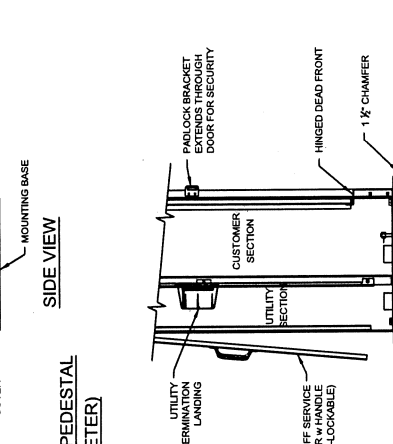 MOUNTING BASE
SIDE VIEW
PEDESTAL
ETER)
PADLOCK BRACKET
EXTENDS THROUGH
DOOR FOR SECURITY
HINGED DEAD FRONT
1 ½" CHAMFER
CUSTOMER
SECTION
UTILITY
SECTION
UTILITY
ERMINATION
LANDING
FF SERVICE
R w HANDLE
-LOCKABLE)